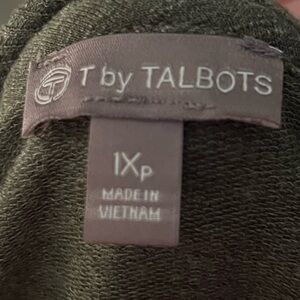 T by TALBOTS
1XP
MADE IN
VIETNAM